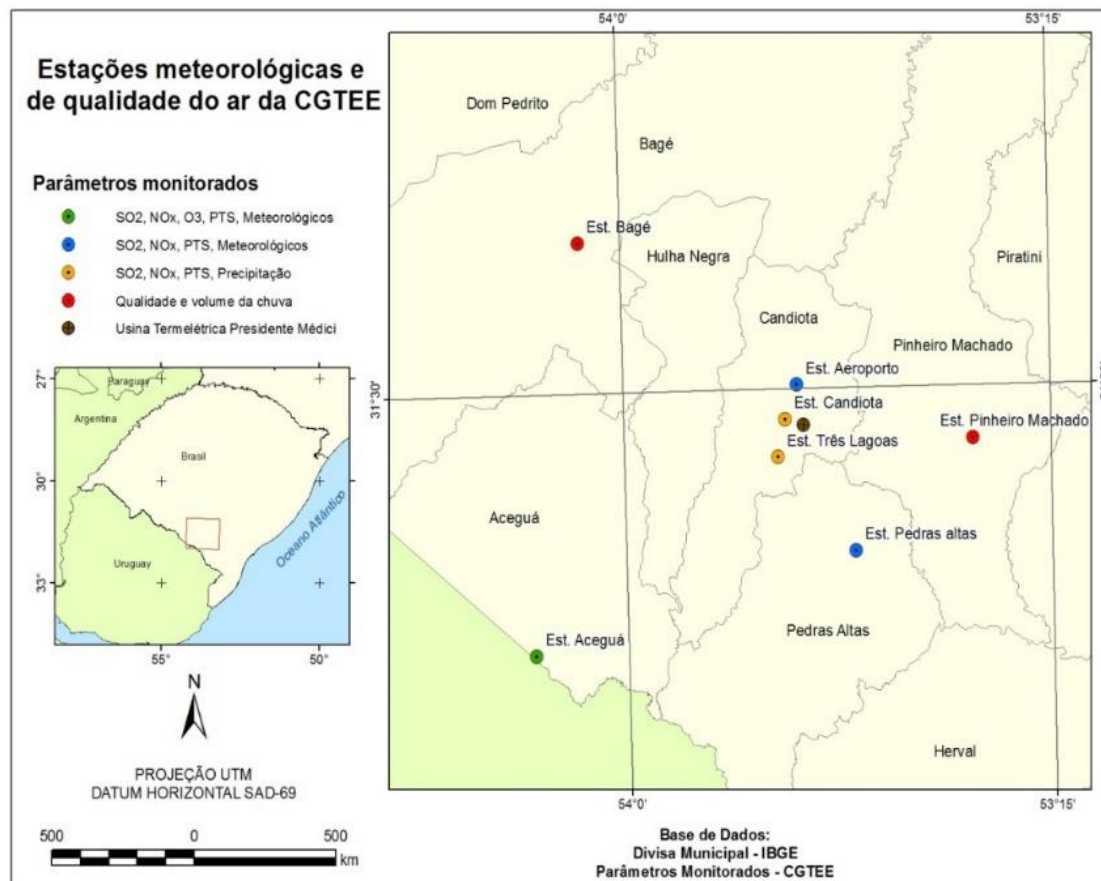 Estações meteorológicas e
de qualidade do ar da CGTEE
Parâmetros monitorados
SO2, NOx, O3, PTS, Meteorológicos
SO2, NOx, PTS, Meteorológicos
SO2, NOx, PTS, Precipitação
Qualidade e volume da chuva
Usina Termelétrica Presidente Médici
27°
30°
33°
Paraguay
Argentina
Brasil
Uruguay
Oceano Atlântico
55°
50°
N
PROJEÇÃO UTM
DATUM HORIZONTAL SAD-69
500 0 500
km
54°0'
53°15'
Dom Pedrito
Bagé
Est. Bagé
Hulha Negra
Piratini
Candiota
Pinheiro Machado
Est. Aeroporto
31°30'
Est. Candiota
Est. Pinheiro Machado
Est. Três Lagoas
Aceguá
Est. Pedras altas
Est. Aceguá
Pedras Altas
Herval
54°0'
53°15'
Base de Dados:
Divisa Municipal - IBGE
Parâmetros Monitorados - CGTEE